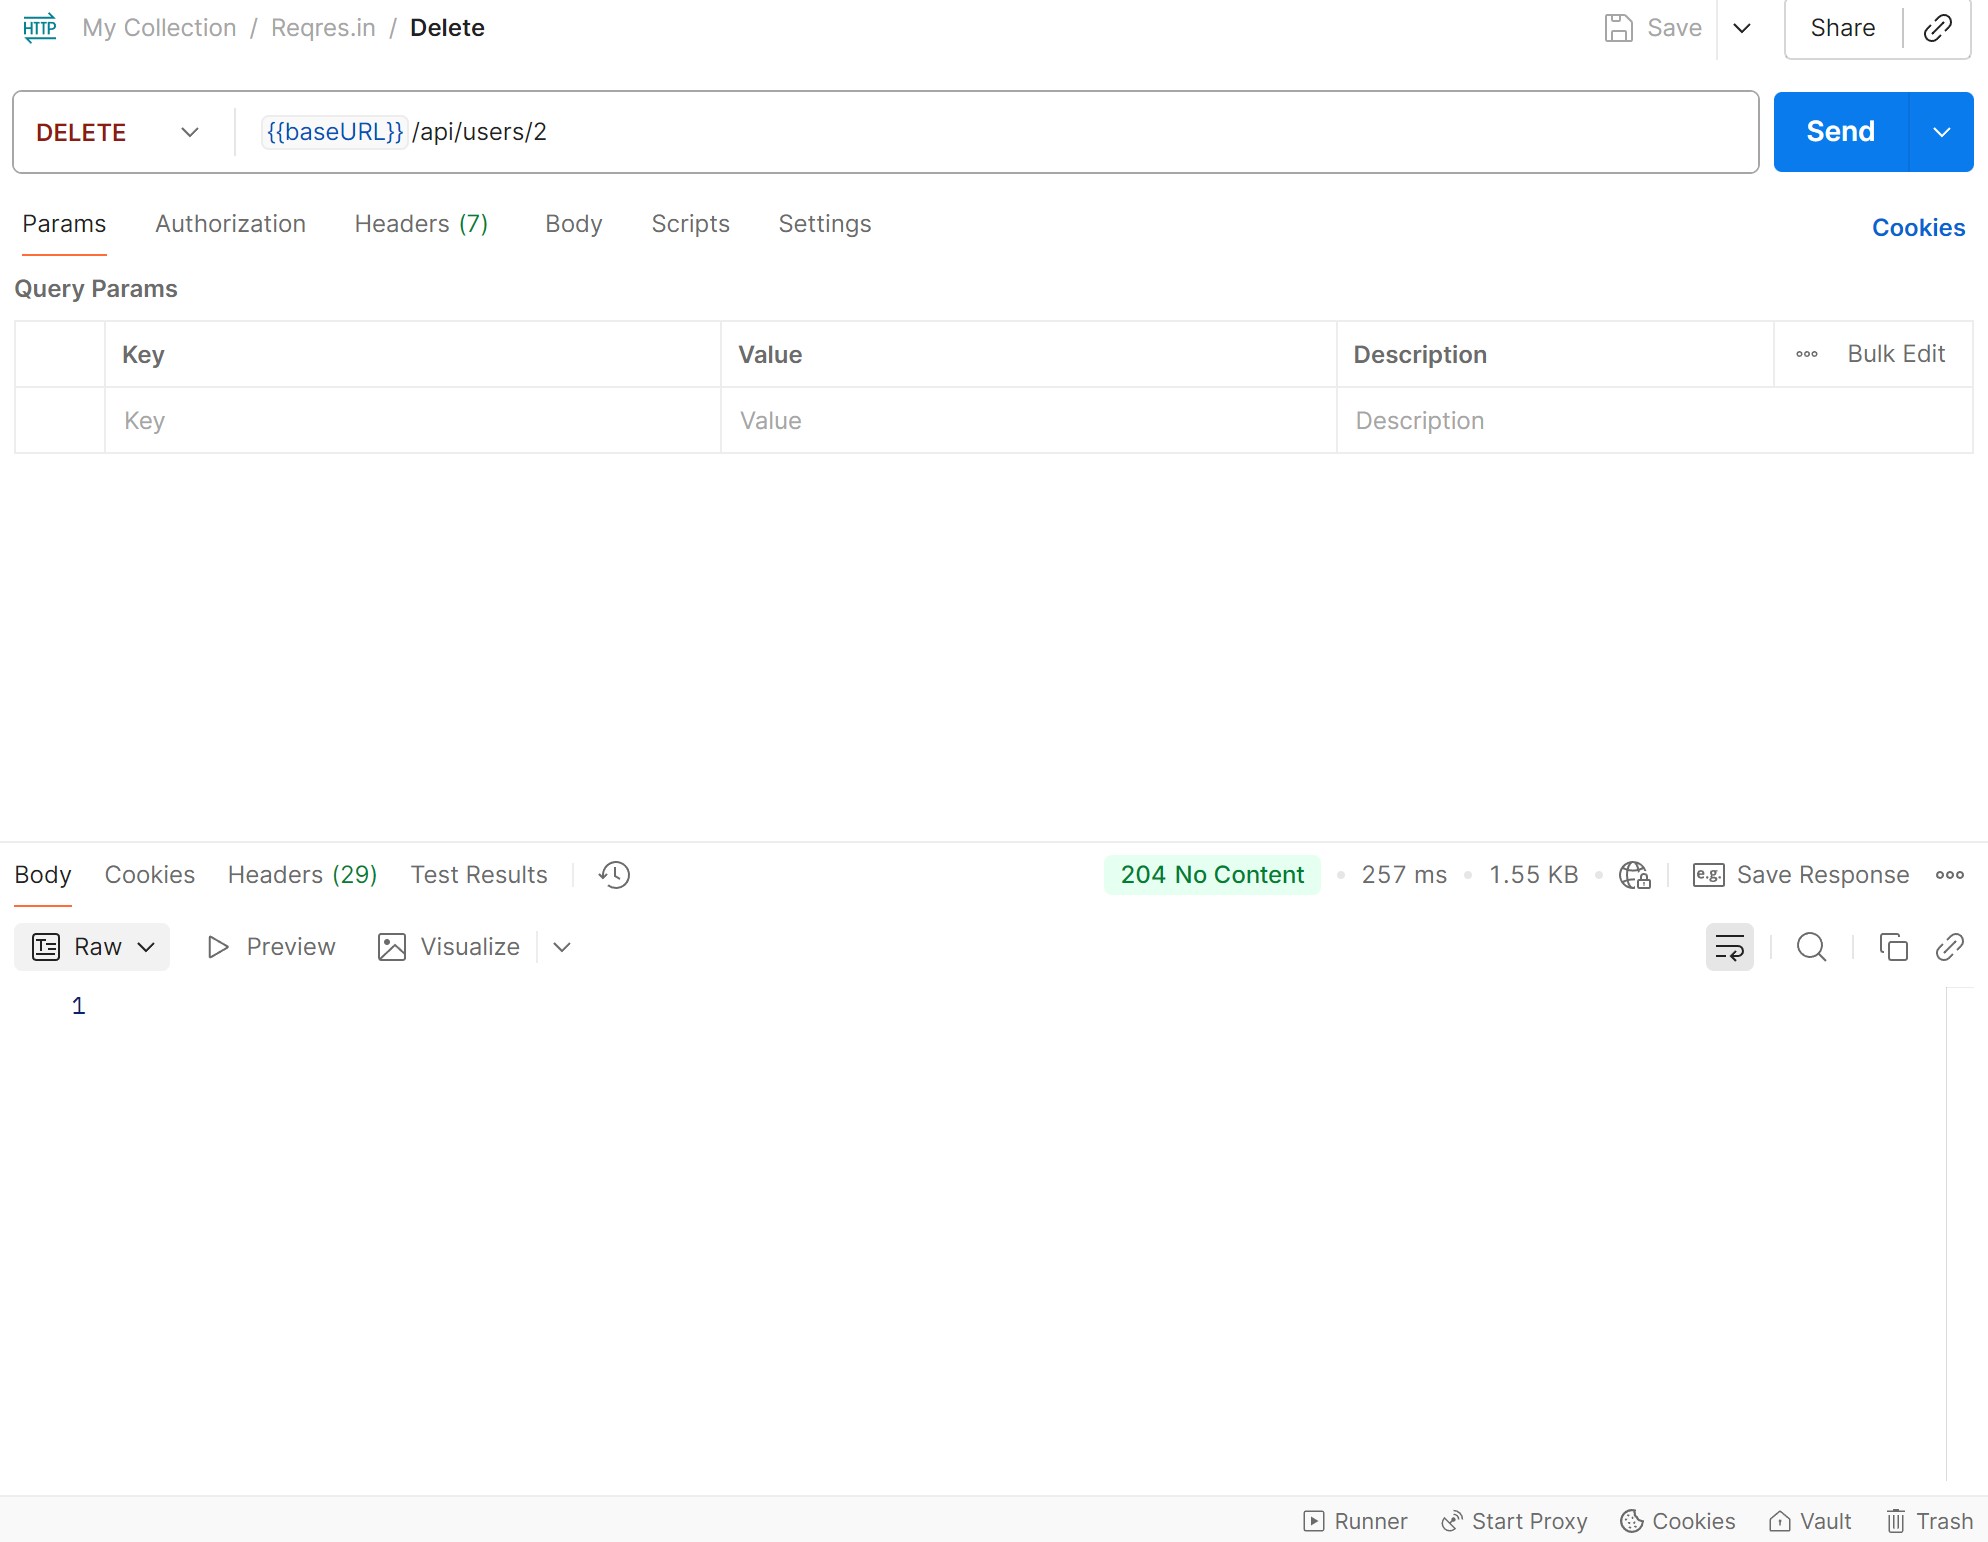 HTTP My Collection / Reqres.in / Delete Save Share
DELETE {{baseURL}} /api/users/2 Send
Params Authorization Headers (7) Body Scripts Settings Cookies
Query Params
Key Value Description Bulk Edit
Key Value Description
Body Cookies Headers (29) Test Results 204 No Content 257 ms 1.55 KB e.g. Save Response
Raw Preview Visualize
1
Runner Start Proxy Cookies Vault Trash